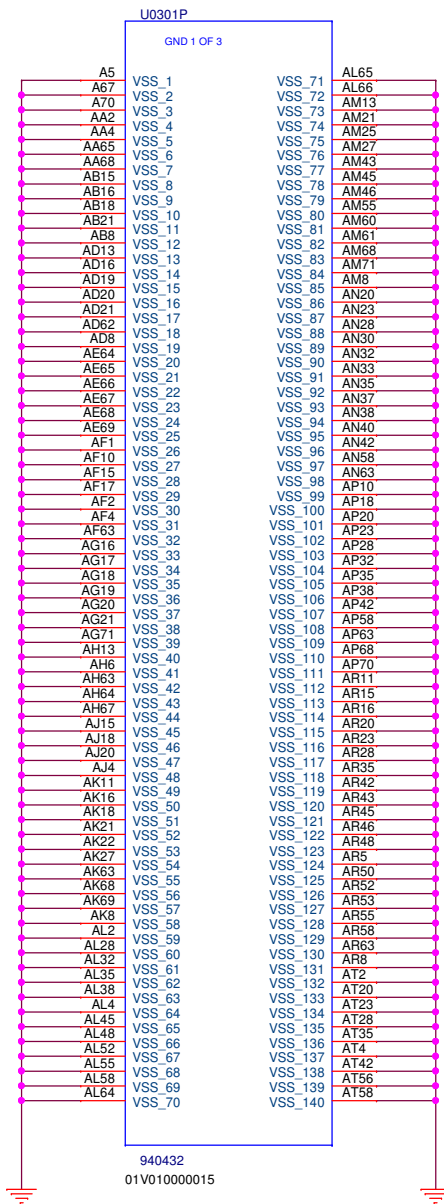 U0301P
GND 1 OF 3
A5 VSS_1 VSS_71 AL65
A67 VSS_2 VSS_72 AL66
A70 VSS_3 VSS_73 AM13
AA2 VSS_4 VSS_74 AM21
AA4 VSS_5 VSS_75 AM25
AA65 VSS_6 VSS_76 AM27
AA68 VSS_7 VSS_77 AM43
AB15 VSS_8 VSS_78 AM45
AB16 VSS_9 VSS_79 AM46
AB18 VSS_10 VSS_80 AM55
AB21 VSS_11 VSS_81 AM60
AB8 VSS_12 VSS_82 AM61
AD13 VSS_13 VSS_83 AM68
AD16 VSS_14 VSS_84 AM71
AD19 VSS_15 VSS_85 AM8
AD20 VSS_16 VSS_86 AN20
AD21 VSS_17 VSS_87 AN23
AD62 VSS_18 VSS_88 AN28
AD8 VSS_19 VSS_89 AN30
AE64 VSS_20 VSS_90 AN32
AE65 VSS_21 VSS_91 AN33
AE66 VSS_22 VSS_92 AN35
AE67 VSS_23 VSS_93 AN37
AE68 VSS_24 VSS_94 AN38
AE69 VSS_25 VSS_95 AN40
AF1 VSS_26 VSS_96 AN42
AF10 VSS_27 VSS_97 AN58
AF15 VSS_28 VSS_98 AN63
AF17 VSS_29 VSS_99 AP10
AF2 VSS_30 VSS_100 AP18
AF4 VSS_31 VSS_101 AP20
AF63 VSS_32 VSS_102 AP23
AG16 VSS_33 VSS_103 AP28
AG17 VSS_34 VSS_104 AP32
AG18 VSS_35 VSS_105 AP35
AG19 VSS_36 VSS_106 AP38
AG20 VSS_37 VSS_107 AP42
AG21 VSS_38 VSS_108 AP58
AG71 VSS_39 VSS_109 AP63
AH13 VSS_40 VSS_110 AP68
AH6 VSS_41 VSS_111 AP70
AH63 VSS_42 VSS_112 AR11
AH64 VSS_43 VSS_113 AR15
AH67 VSS_44 VSS_114 AR16
AJ15 VSS_45 VSS_115 AR20
AJ18 VSS_46 VSS_116 AR23
AJ20 VSS_47 VSS_117 AR28
AJ4 VSS_48 VSS_118 AR35
AK11 VSS_49 VSS_119 AR42
AK16 VSS_50 VSS_120 AR43
AK18 VSS_51 VSS_121 AR45
AK21 VSS_52 VSS_122 AR46
AK22 VSS_53 VSS_123 AR48
AK27 VSS_54 VSS_124 AR5
AK63 VSS_55 VSS_125 AR50
AK68 VSS_56 VSS_126 AR52
AK69 VSS_57 VSS_127 AR53
AK8 VSS_58 VSS_128 AR55
AL2 VSS_59 VSS_129 AR58
AL28 VSS_60 VSS_130 AR63
AL32 VSS_61 VSS_131 AR8
AL35 VSS_62 VSS_132 AT2
AL38 VSS_63 VSS_133 AT20
AL4 VSS_64 VSS_134 AT23
AL45 VSS_65 VSS_135 AT28
AL48 VSS_66 VSS_136 AT35
AL52 VSS_67 VSS_137 AT4
AL55 VSS_68 VSS_138 AT42
AL58 VSS_69 VSS_139 AT56
AL64 VSS_70 VSS_140 AT58
940432
01V010000015